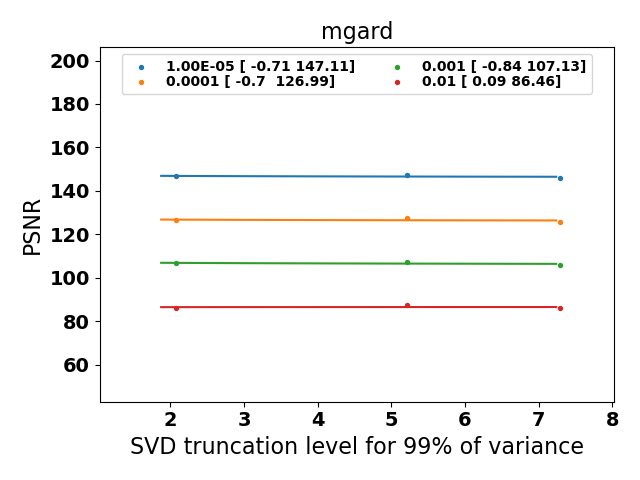 mgard
1.00E-05 [ -0.71 147.11]
0.0001 [ -0.7  126.99]
0.001 [ -0.84 107.13]
0.01 [ 0.09 86.46]
200
180
160
140
120
100
80
60
PSNR
2 3 4 5 6 7 8
SVD truncation level for 99% of variance